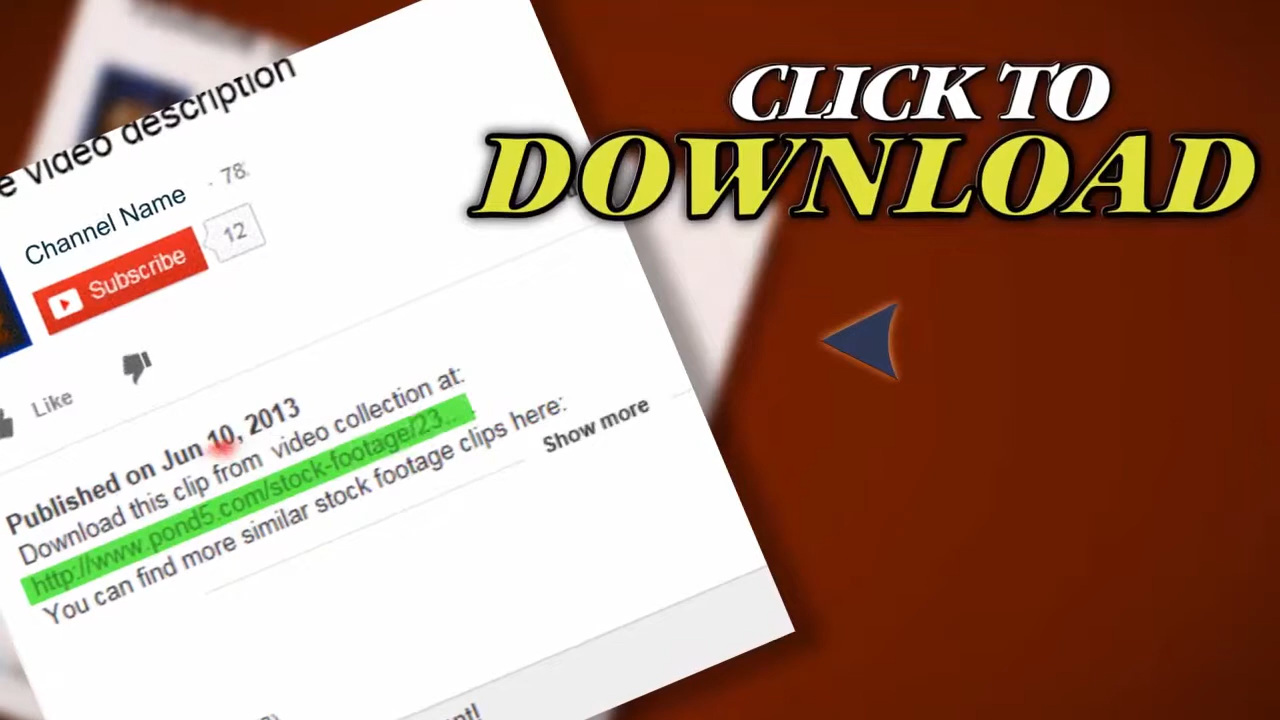 CLICK TO
DOWNLOAD
video description
Channel Name
78
Subscribe
12
Like
Published on Jun 10, 2013
Download this clip from video collection at:
http://www.pond5.com/stock-footage/23...
You can find more similar stock footage clips here:
Show more